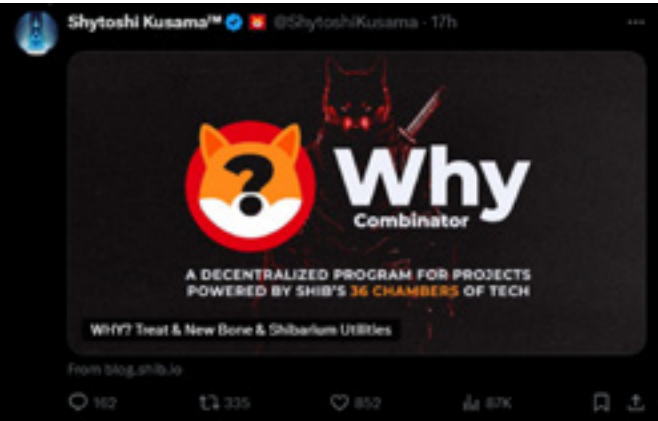 Shytoshi Kusama™ @ShytoshiKusama · 17h
?
Why
Combinator
A DECENTRALIZED PROGRAM FOR PROJECTS
POWERED BY SHIB'S 36 CHAMBERS OF TECH
WHY? Treat & New Bone & Shibarium Utilities
From blog.shib.io
162 335 852 87K